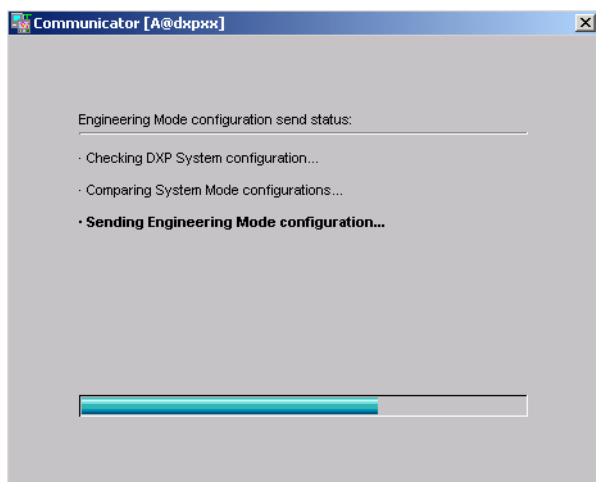 Communicator [A@dxpxx]
Engineering Mode configuration send status:
· Checking DXP System configuration...
· Comparing System Mode configurations...
· Sending Engineering Mode configuration...